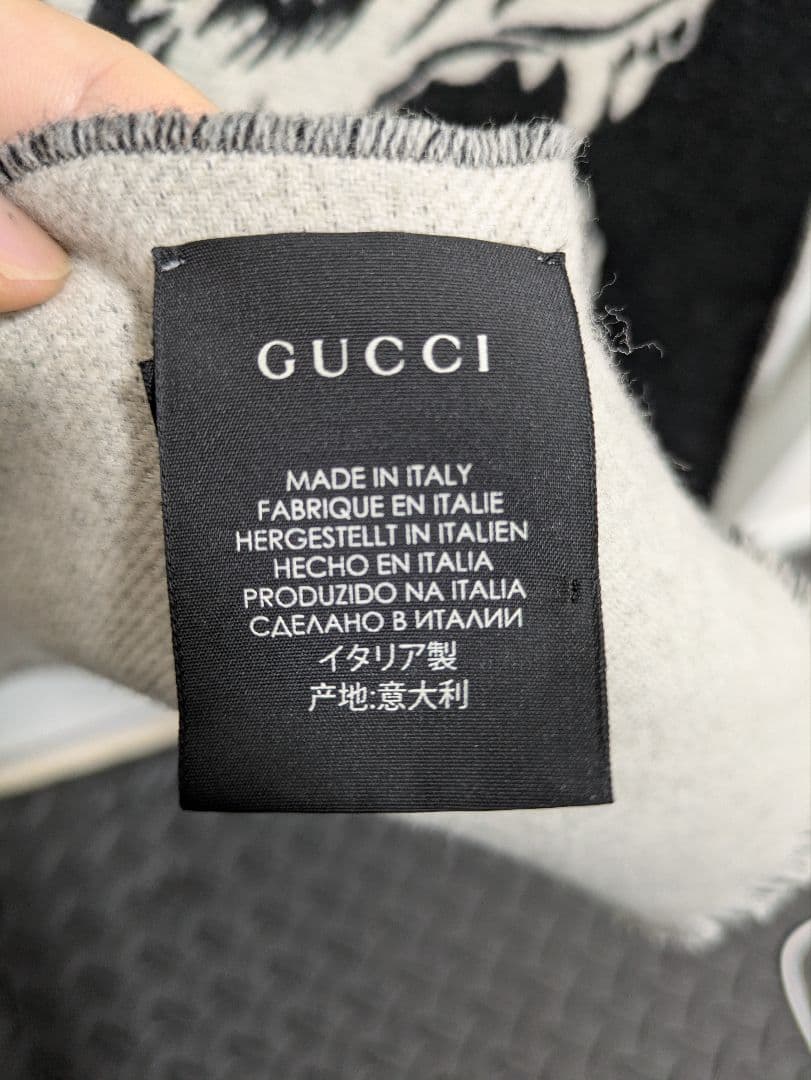 GUCCI
MADE IN ITALY
FABRIQUE EN ITALIE
HERGESTELLT IN ITALIEN
HECHO EN ITALIA
PRODUZIDO NA ITALIA
СДЕЛАНО В ИТАЛИИ
イタリア製
产地:意大利